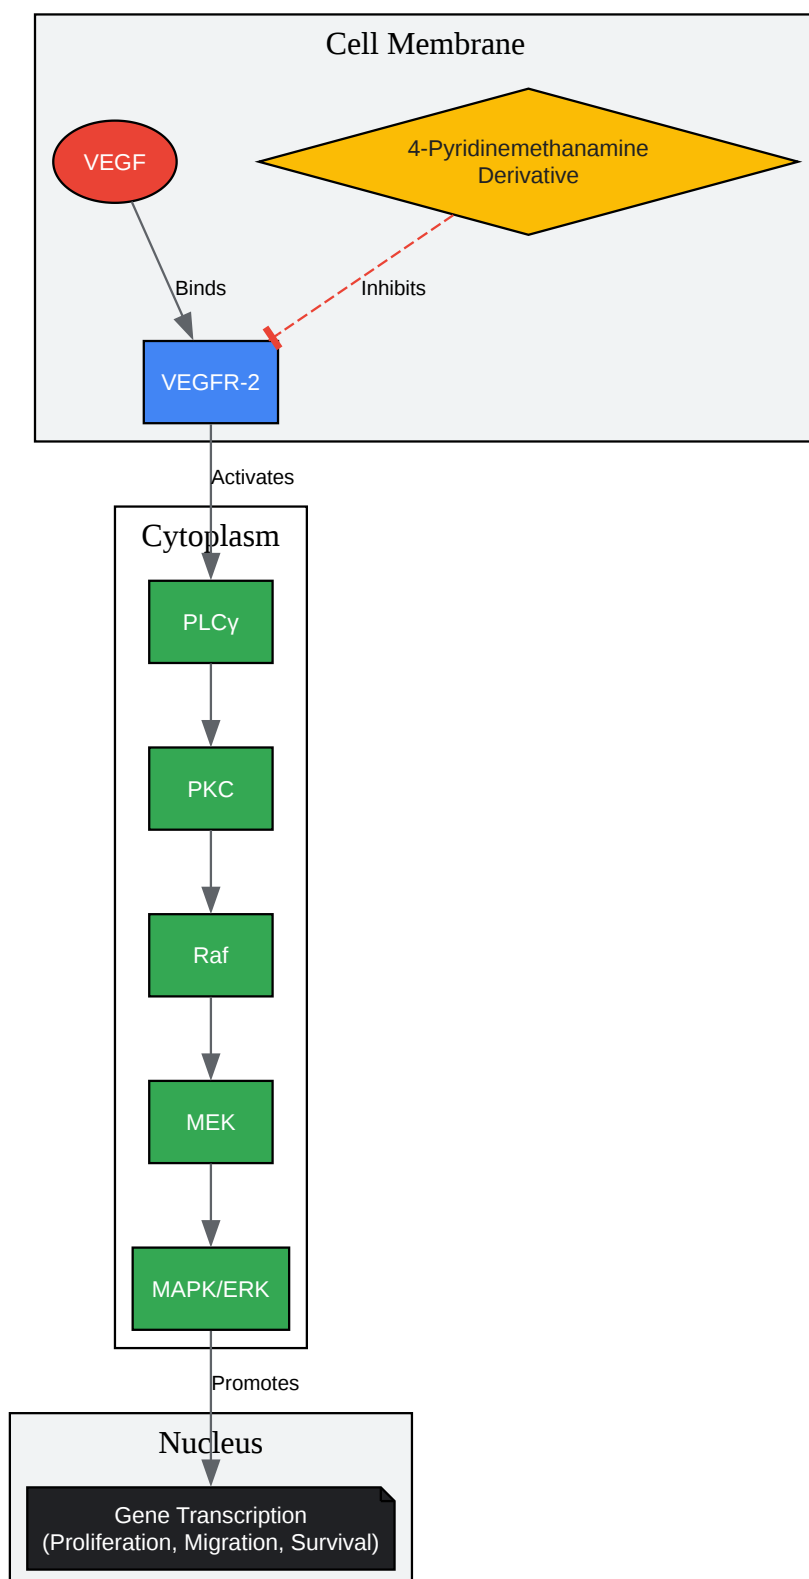 Cell Membrane
VEGF
4-Pyridinemethanamine
Derivative
Binds
Inhibits
VEGFR-2
Activates
Cytoplasm
PLCγ
PKC
Raf
MEK
MAPK/ERK
Promotes
Nucleus
Gene Transcription
(Proliferation, Migration, Survival)